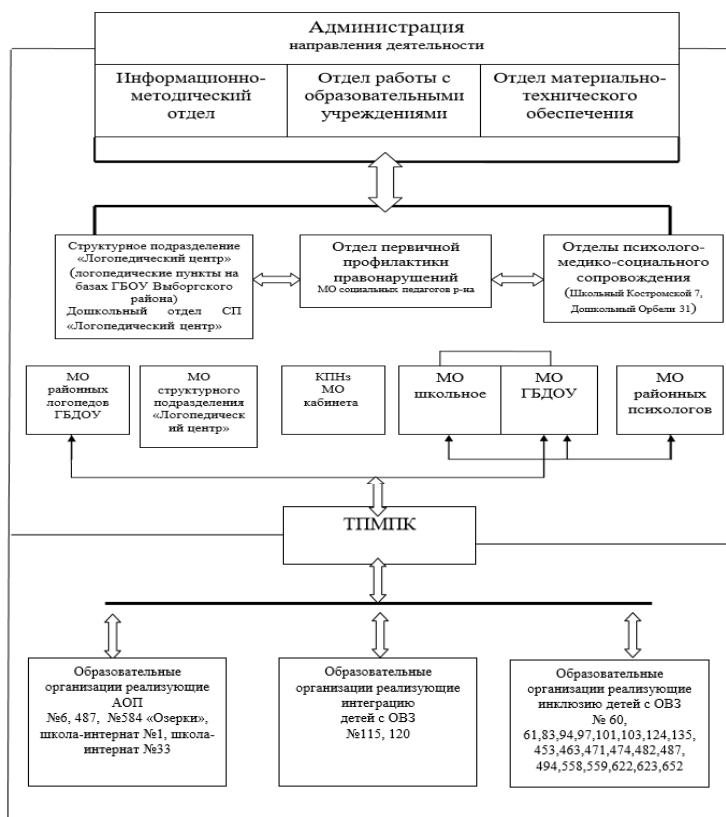 Администрация
направления деятельности
Информационно-
методический
отдел
Отдел работы с
образовательными
учреждениями
Отдел материально-
технического
обеспечения
Структурное подразделение
«Логопедический центр»
(логопедические пункты на
базах ГБОУ Выборгского
района)
Дошкольный отдел СП
«Логопедический центр»
Отдел первичной
профилактики
правонарушений
МО социальных педагогов р-на
Отделы психолого-
медико-социального
сопровождения
(Школьный Костромской 7,
Дошкольный Орбели 31)
МО
районных
логопедов
ГБДОУ
МО
структурного
подразделения
«Логопедическ
ий центр»
КПНз
МО
кабинета
МО
школьное
МО
ГБДОУ
МО
районных
психологов
ТПМПК
Образовательные
организации реализующие
АОП
№6, 487, №584 «Озерки»,
школа-интернат №1, школа-
интернат №33
Образовательные
организации реализующие
интеграцию
детей с ОВЗ
№115, 120
Образовательные
организации реализующие
инклюзию детей с ОВЗ
№ 60,
61,83,94,97,101,103,124,135,
453,463,471,474,482,487,
494,558,559,622,623,652